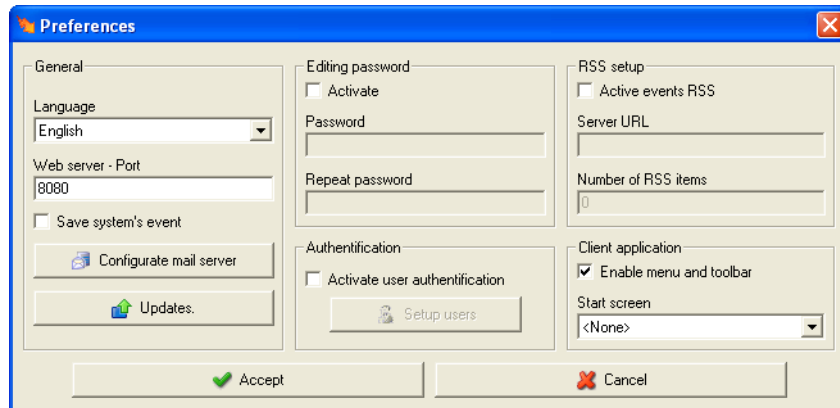 Preferences
General
Language
English
Web server - Port
8080
Save system's event
Configurate mail server
Updates.
Editing password
Activate
Password
Repeat password
Authentification
Activate user authentification
Setup users
RSS setup
Active events RSS
Server URL
Number of RSS items
0
Client application
Enable menu and toolbar
Start screen
<None>
Accept
Cancel